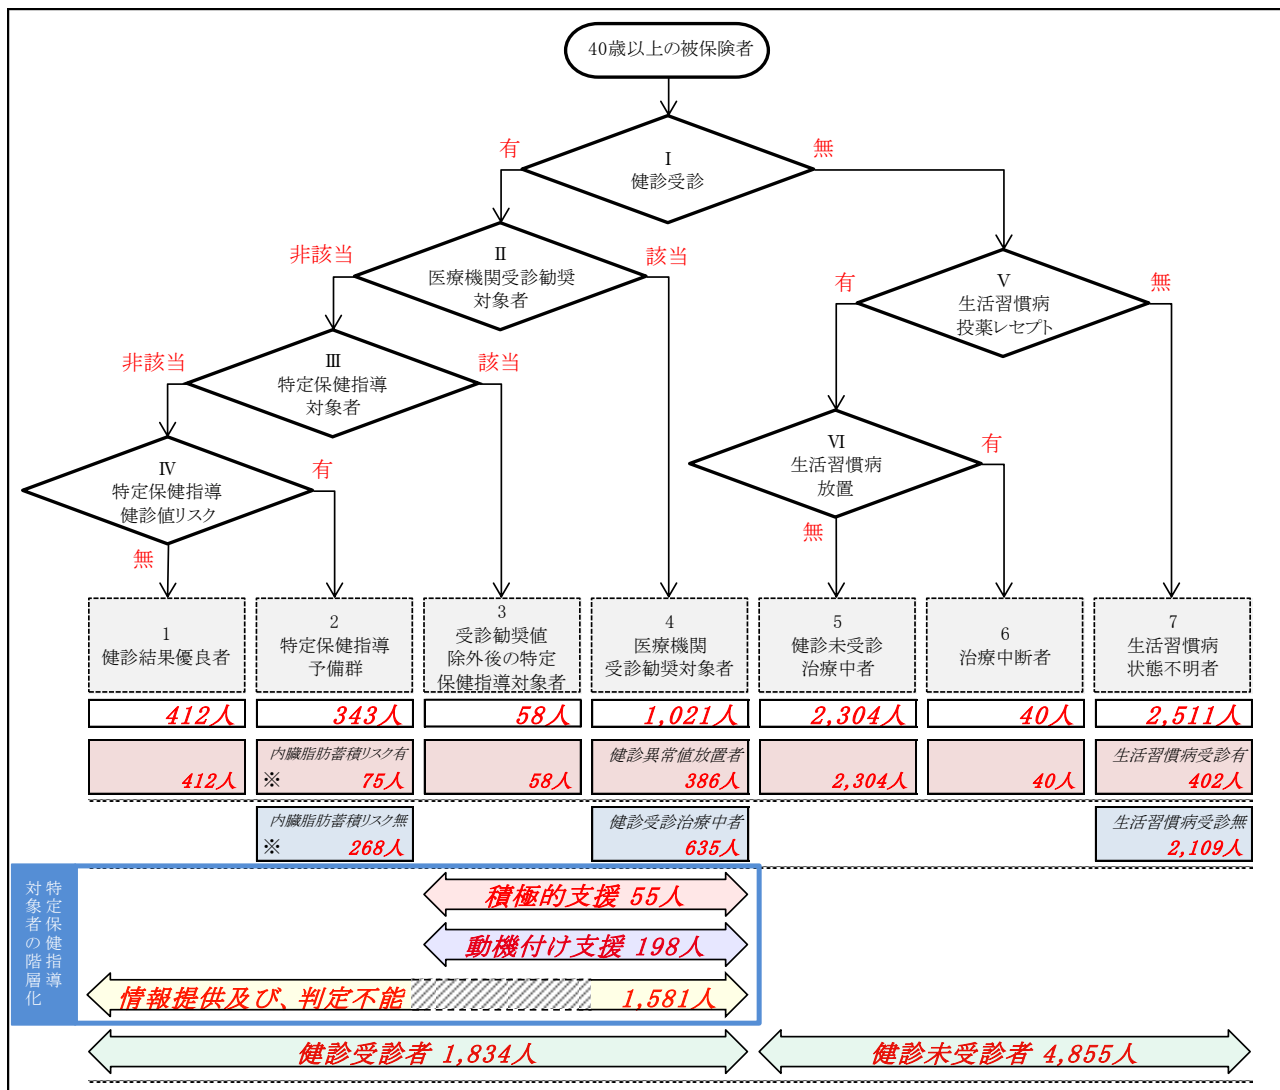 40歳以上の被保険者
有
I
健診受診
無
非該当
II
医療機関受診勧奨
対象者
該当
有
V
生活習慣病
投薬レセプト
無
非該当
III
特定保健指導
対象者
該当
IV
特定保健指導
健診値リスク
有
無
VI
生活習慣病
放置
有
無
1
健診結果優良者
2
特定保健指導
予備群
3
受診勧奨値
除外後の特定
保健指導対象者
4
医療機関
受診勧奨対象者
5
健診未受診
治療中者
6
治療中断者
7
生活習慣病
状態不明者
412人
343人
58人
1,021人
2,304人
40人
2,511人
412人
内臓脂肪蓄積リスク有
※ 75人
58人
健診異常値放置者
386人
2,304人
40人
生活習慣病受診有
402人
内臓脂肪蓄積リスク無
※ 268人
健診受診治療中者
635人
生活習慣病受診無
2,109人
特定保健指導
対象者の階層化
積極的支援 55人
動機付け支援 198人
情報提供及び、判定不能 1,581人
健診受診者 1,834人
健診未受診者 4,855人